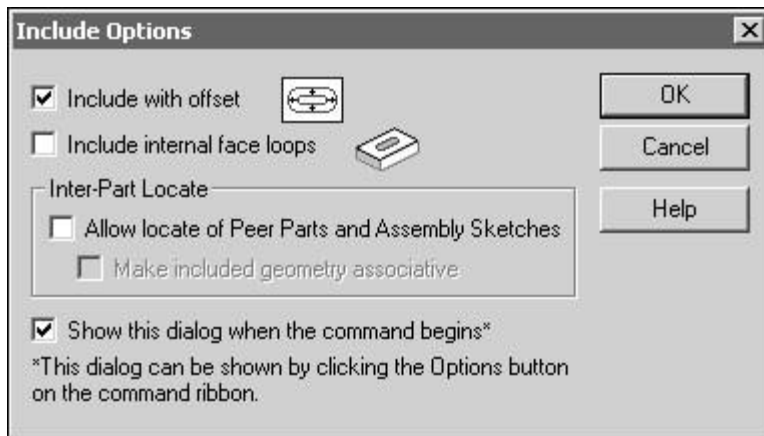 Include Options
Include with offset
OK
Include internal face loops
Cancel
Inter-Part Locate
Help
Allow locate of Peer Parts and Assembly Sketches
Make included geometry associative
Show this dialog when the command begins*
*This dialog can be shown by clicking the Options button
on the command ribbon.